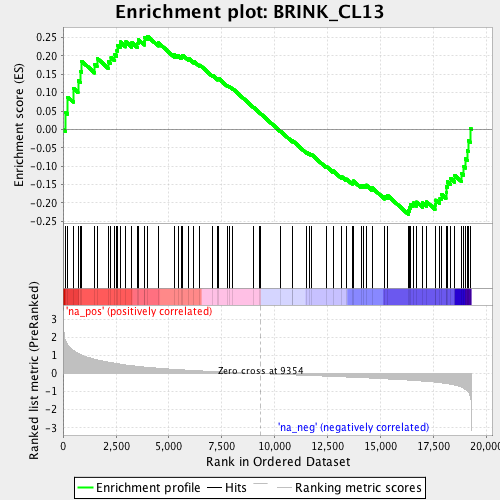 Enrichment plot: BRINK_CL13
Enrichment score (ES)
0.25
0.20
0.15
0.10
0.05
0.00
-0.05
-0.10
-0.15
-0.20
-0.25
'na_pos' (positively correlated)
Ranked list metric (PreRanked)
3
2
1
0
-1
-2
-3
Zero cross at 9354
'na_neg' (negatively correlated)
0
2,500
5,000
7,500
10,000
12,500
15,000
17,500
20,000
Rank in Ordered Dataset
Enrichment profile
Hits
Ranking metric scores